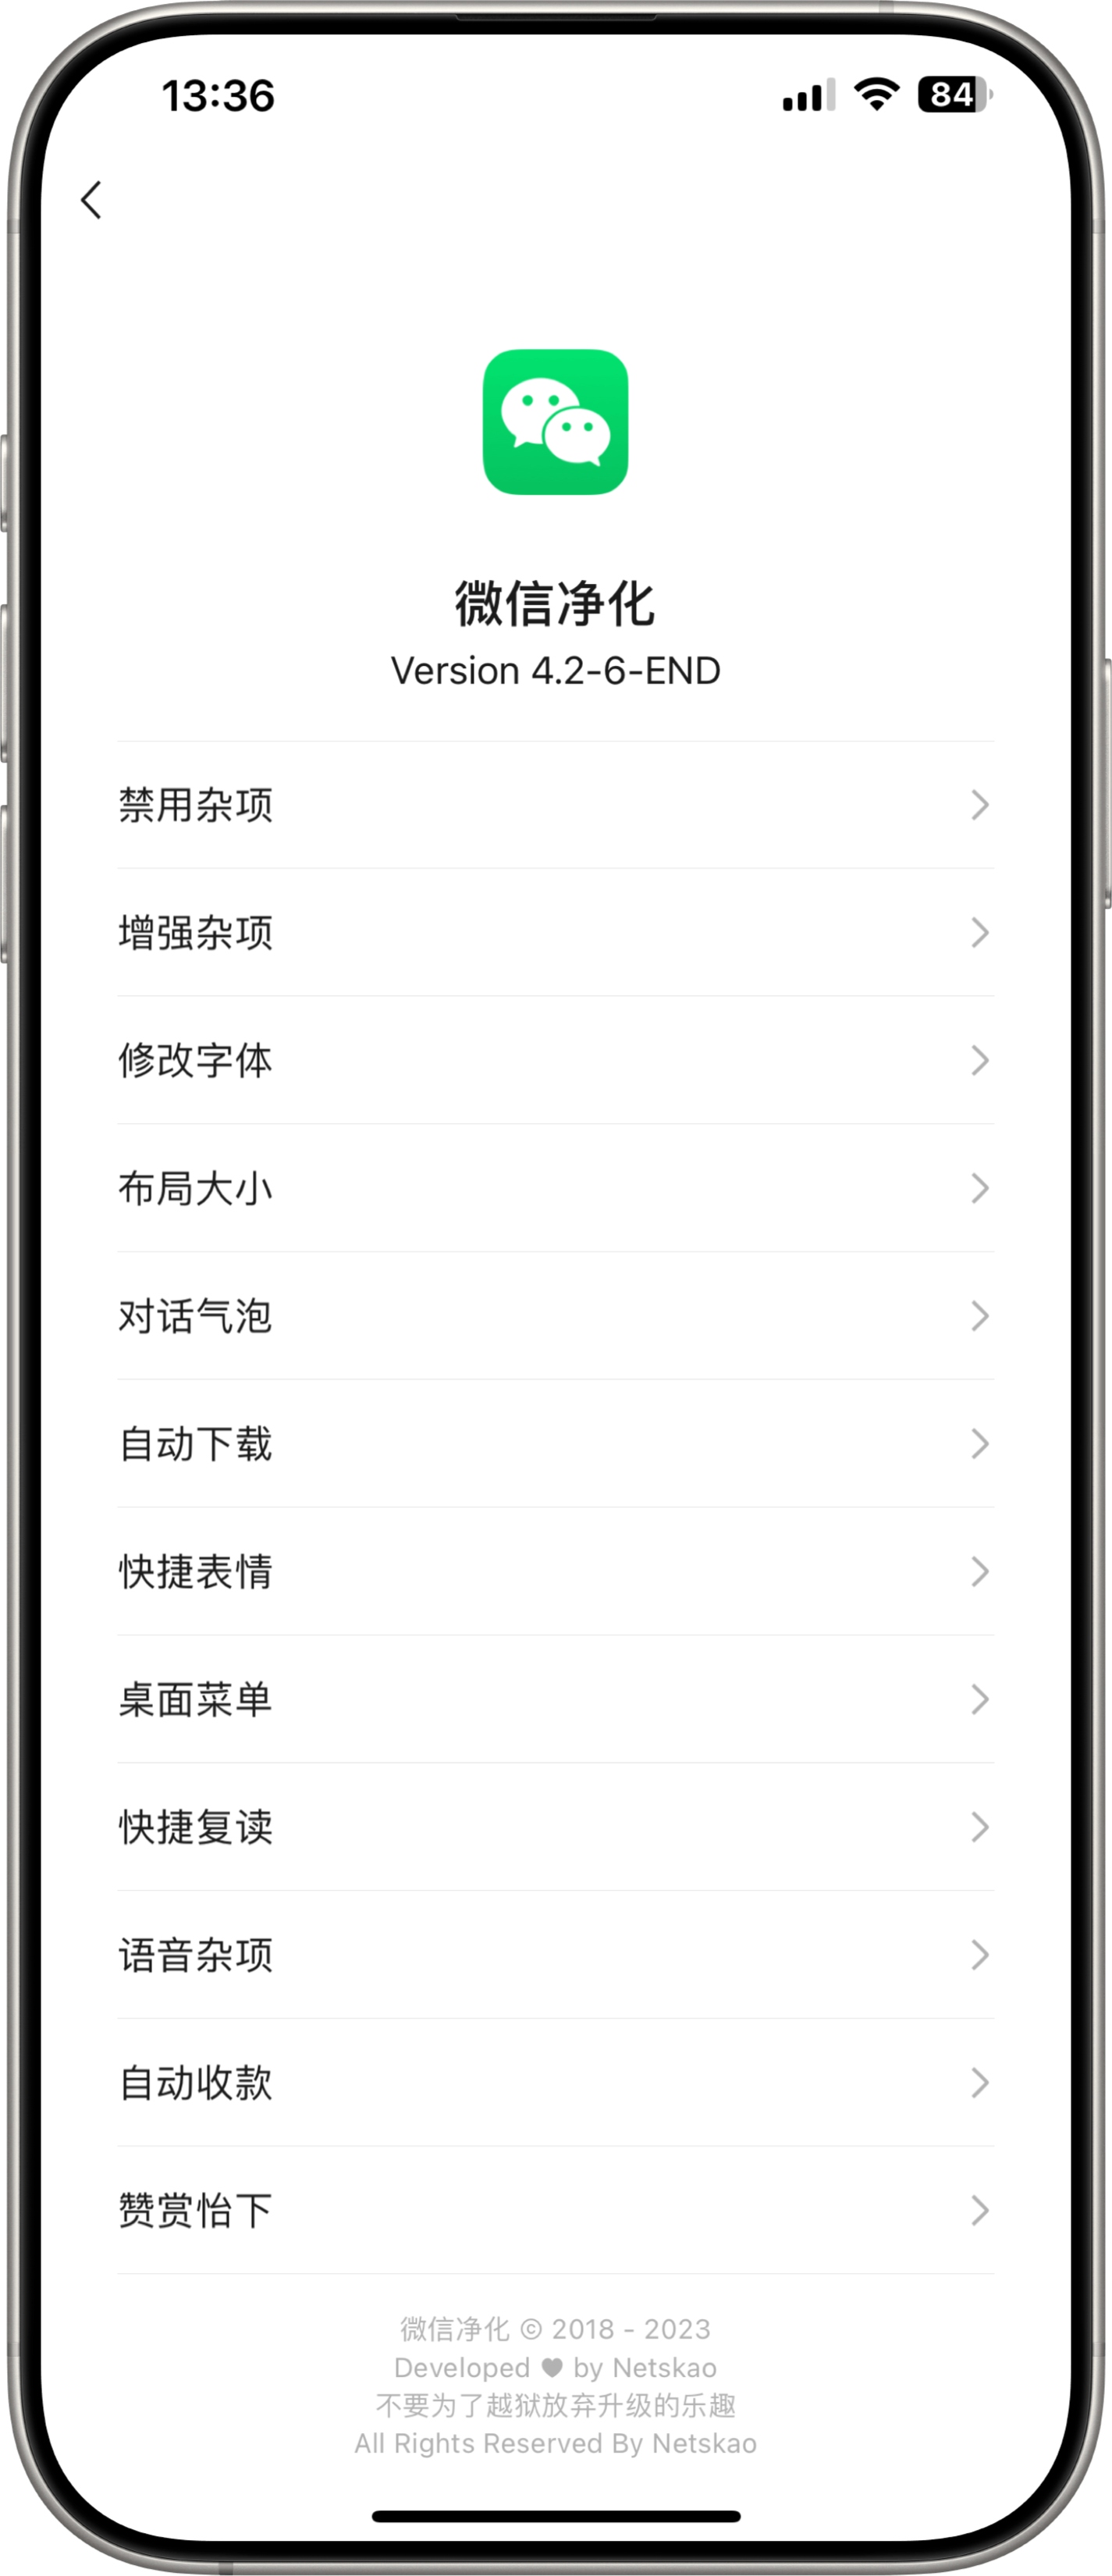 13:36
84
微信净化
Version 4.2-6-END
禁用杂项
增强杂项
修改字体
布局大小
对话气泡
自动下载
快捷表情
桌面菜单
快捷复读
语音杂项
自动收款
赞赏怡下
微信净化 © 2018 - 2023
Developed ♥ by Netskao
不要为了越狱放弃升级的乐趣
All Rights Reserved By Netskao